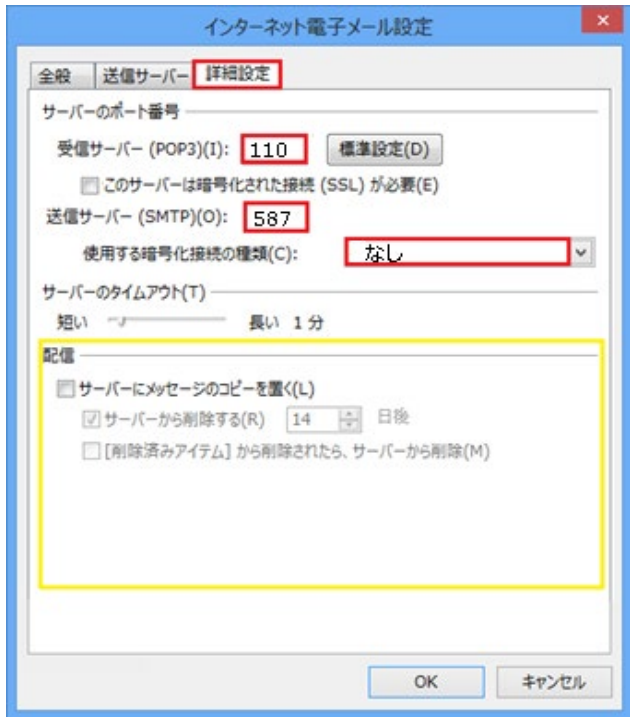 インターネット電子メール設定
全般 送信サーバー 詳細設定
サーバーのポート番号
受信サーバー (POP3)(I): 110 標準設定(D)
このサーバーは暗号化された接続 (SSL) が必要(E)
送信サーバー (SMTP)(O): 587
使用する暗号化接続の種類(C): なし
サーバーのタイムアウト(T)
短い 長い 1 分
配信
サーバーにメッセージのコピーを置く(L)
サーバーから削除する(R) 14 日後
[削除済みアイテム] から削除されたら、サーバーから削除(M)
OK キャンセル